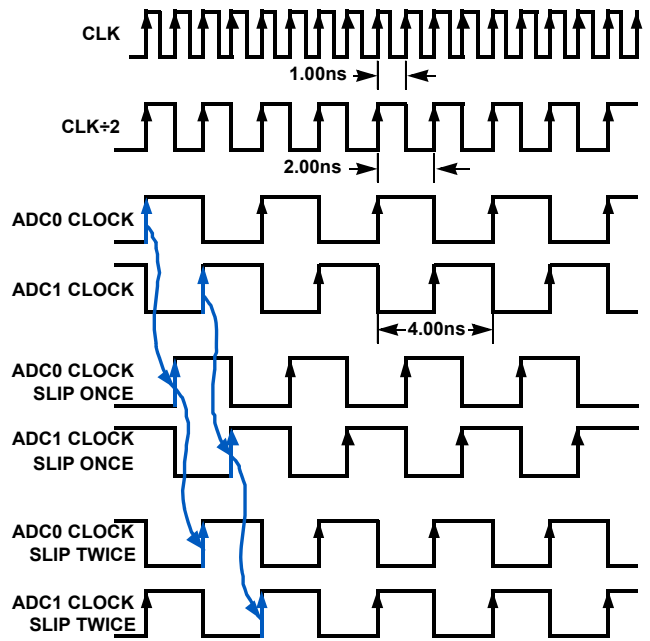 CLK
1.00ns
CLK÷2
2.00ns
ADC0 CLOCK
ADC1 CLOCK
4.00ns
ADC0 CLOCK
SLIP ONCE
ADC1 CLOCK
SLIP ONCE
ADC0 CLOCK
SLIP TWICE
ADC1 CLOCK
SLIP TWICE